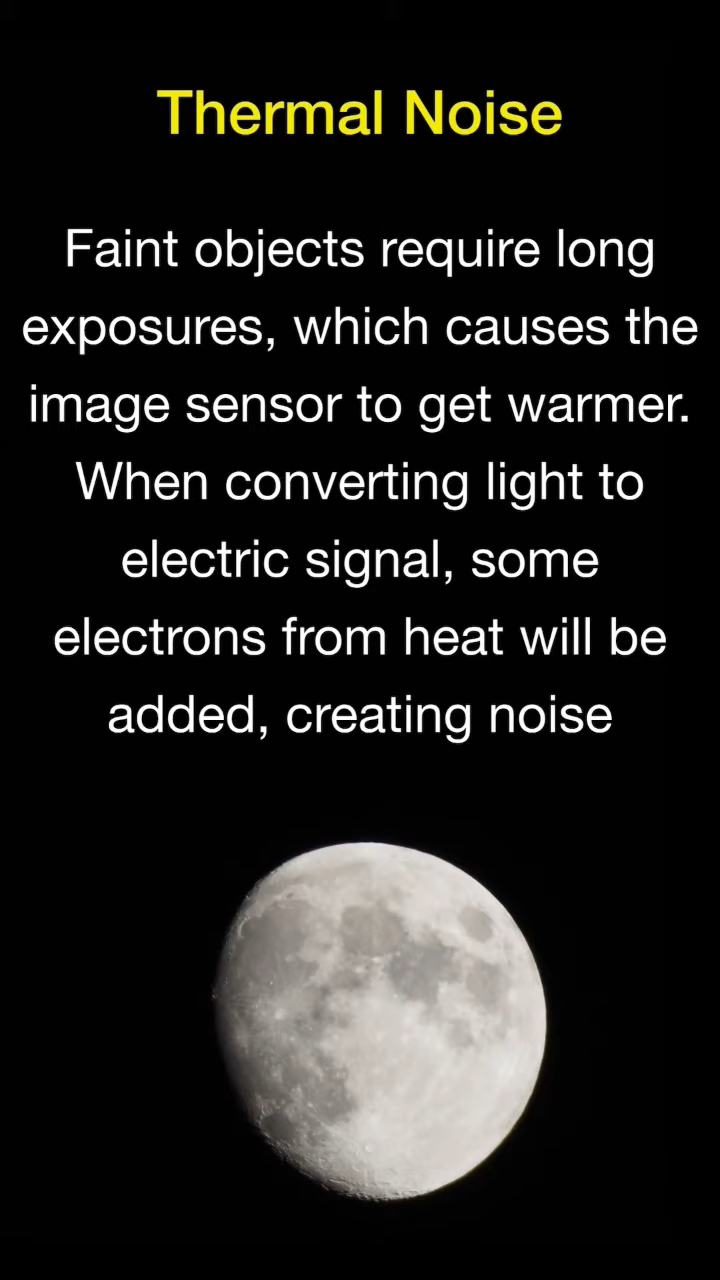 Thermal Noise
Faint objects require long
exposures, which causes the
image sensor to get warmer.
When converting light to
electric signal, some
electrons from heat will be
added, creating noise